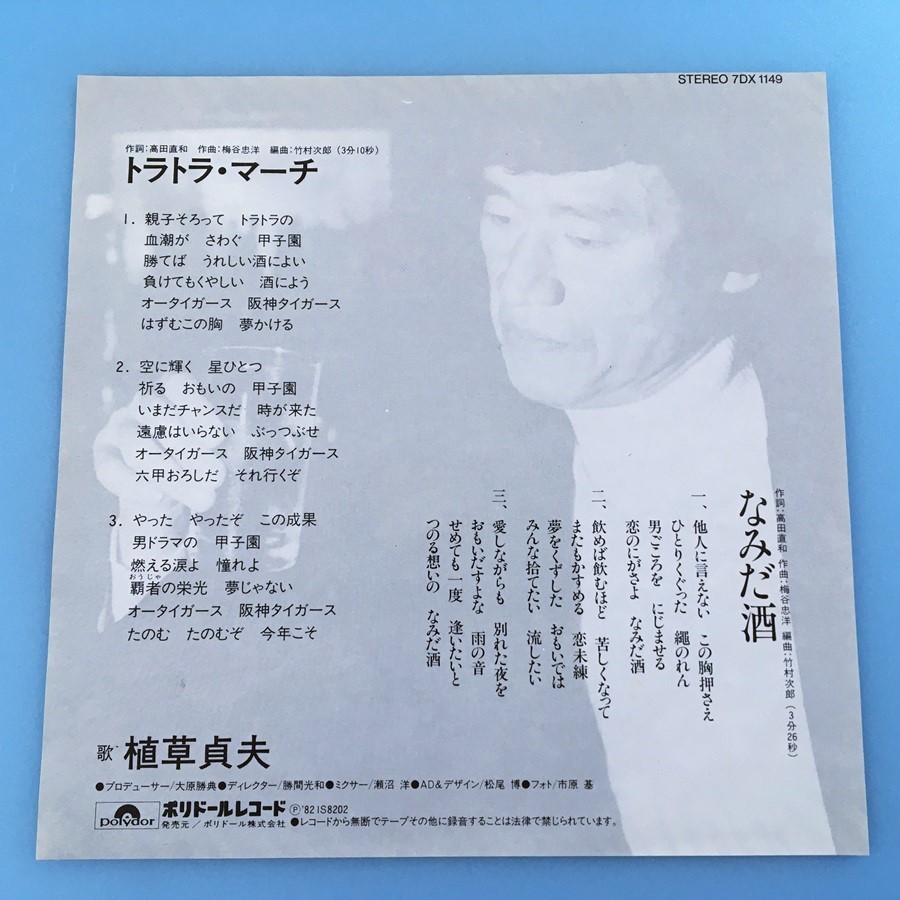 STEREO 7DX 1149
作詞:高田直和 作曲:梅谷忠洋 編曲:竹村次郎(3分10秒)
トラトラ・マーチ
1. 親子そろって トラトラの
血潮が さわぐ 甲子園
勝てば うれしい酒によい
負けてもくやしい 酒によう
オータイガース 阪神タイガース
はずむこの胸 夢かける
2. 空に輝く 星ひとつ
祈る おもいの 甲子園
いまだチャンスだ 時が来た
遠慮はいらない ぶっつぶせ
オータイガース 阪神タイガース
六甲おろしだ それ行くぞ
3. やった やったぞ この成果
男ドラマの 甲子園
燃える涙よ 憧れよ
おうじゃ
覇者の栄光 夢じゃない
オータイガース 阪神タイガース
たのむ たのむぞ 今年こそ
作詞:高田直和 作曲:梅谷忠洋 編曲:竹村次郎(3分26秒)
なみだ酒
一、他人に言えない この胸押さえ
ひとりくぐった 縄のれん
男ごころを にじませる
恋のにがさよ なみだ酒
二、飲めば飲むほど 苦しくなって
またもかすめる 恋未練
夢をくずした おもいでは
みんな捨てたい 流したい
三、愛しながらも 別れた夜を
おもいだすよな 雨の音
せめても一度 逢いたいと
つのる想いの なみだ酒
歌・植草貞夫
●プロデューサー/大原勝典●ディレクター/勝間光和●ミクサー/瀬沼 洋●AD&デザイン/松尾 博●フォト/市原 基
polydor
ポリドールレコード Ⓟ'82 IS8202
発売元/ポリドール株式会社 ●レコードから無断でテープその他に録音することは法律で禁じられています。